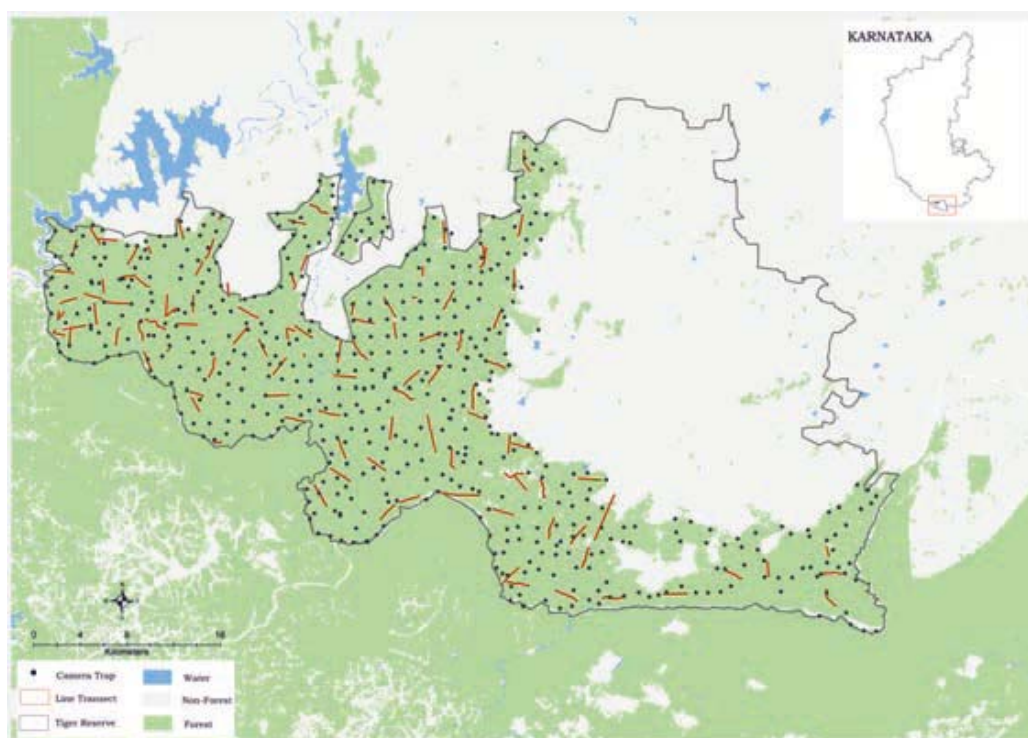 KARNATAKA
0 4 8 16
Kilometers
Camera Trap
Water
Line Transect
Non-Forest
Tiger Reserve
Forest